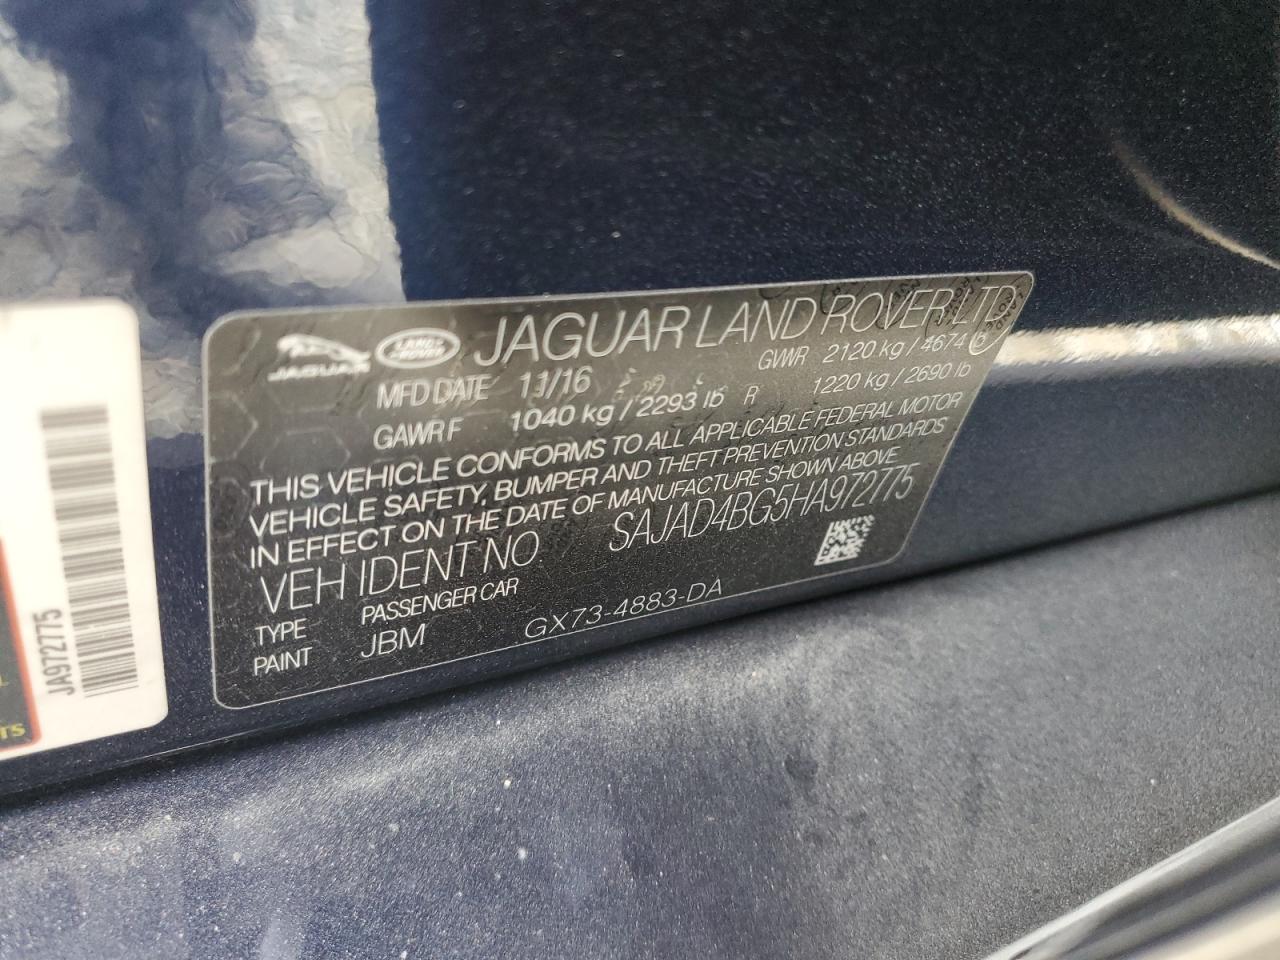 JAGUAR LAND ROVER JAGUAR LAND ROVER LTD
MFD DATE 11/16 GVWR 2120 kg / 4674
GAWR F 1040 kg / 2293 lb R 1220 kg / 2690 lb
THIS VEHICLE CONFORMS TO ALL APPLICABLE FEDERAL MOTOR
VEHICLE SAFETY, BUMPER AND THEFT PREVENTION STANDARDS
IN EFFECT ON THE DATE OF MANUFACTURE SHOWN ABOVE
VEH IDENT NO SAJAD4BG5HA972775
TYPE PASSENGER CAR
PAINT JBM GX73-4883-DA
JA972775